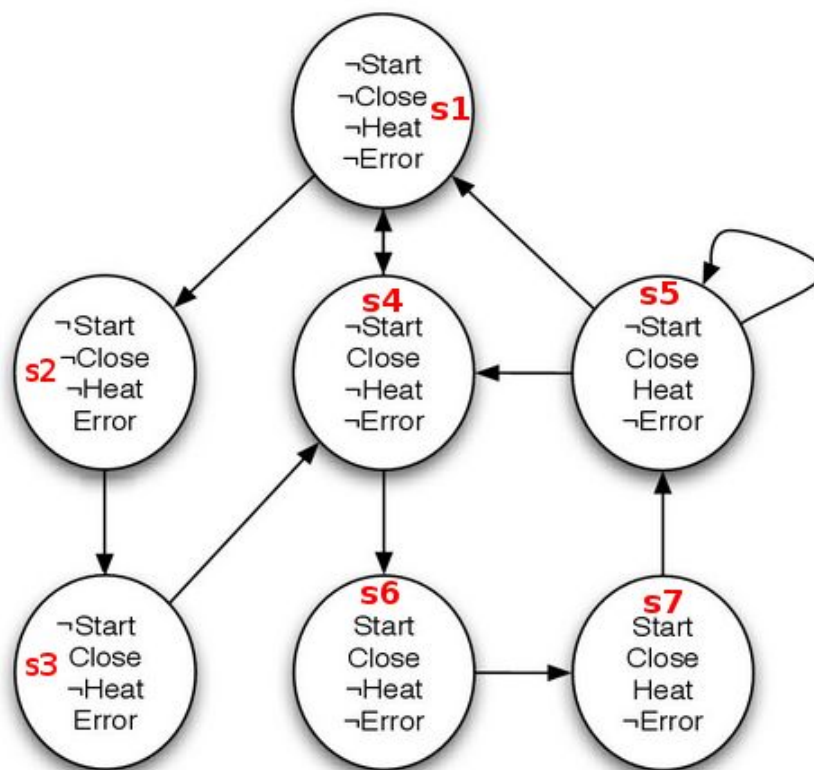 ¬Start
¬Close
¬Heat
¬Error
s1
¬Start
¬Close
¬Heat
Error
s2
s4
¬Start
Close
¬Heat
¬Error
s5
¬Start
Close
Heat
¬Error
¬Start
Close
¬Heat
Error
s3
s6
Start
Close
¬Heat
¬Error
s7
Start
Close
Heat
¬Error